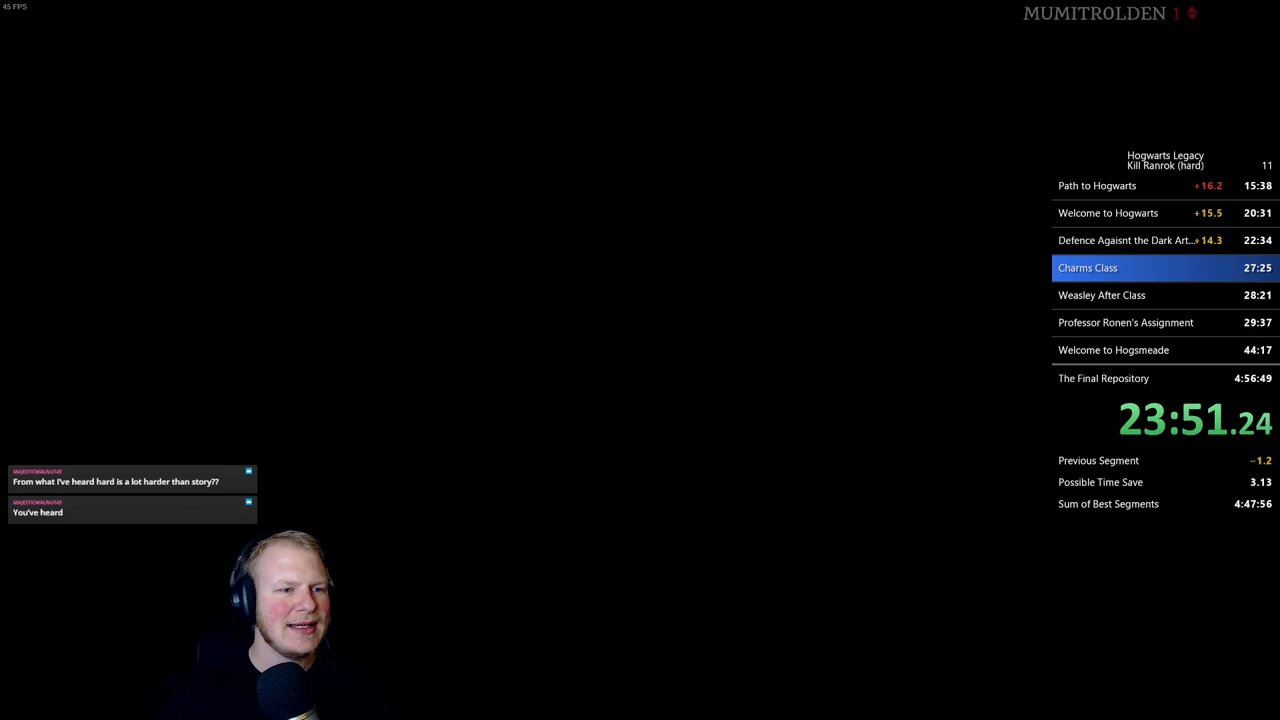 45 FPS
MUMITROLDEN 1
Hogwarts Legacy
Kill Ranrok (hard) 11
Path to Hogwarts +16.2 15:38
Welcome to Hogwarts +15.5 20:31
Defence Agaisnt the Dark Art... +14.3 22:34
Charms Class 27:25
Weasley After Class 28:21
Professor Ronen's Assignment 29:37
Welcome to Hogsmeade 44:17
The Final Repository 4:56:49
23:51.24
Previous Segment −1.2
Possible Time Save 3.13
Sum of Best Segments 4:47:56
MAJESTICWALNUT45
From what I've heard hard is a lot harder than story??
MAJESTICWALNUT45
You've heard